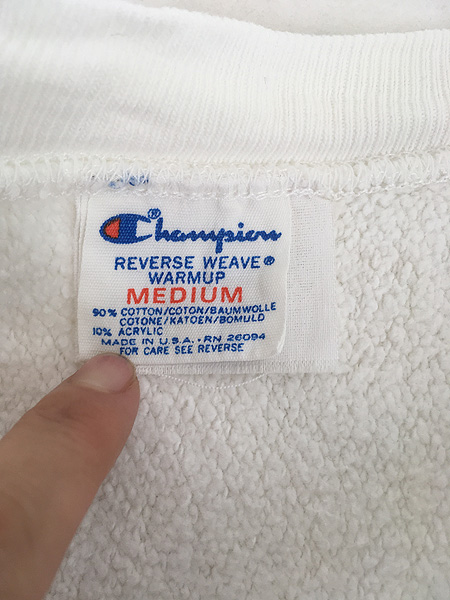 Champion®
REVERSE WEAVE®
WARMUP
MEDIUM
90% COTTON/COTON/BAUMWOLLE
COTONE/KATOEN/BOMULD
10% ACRYLIC
MADE IN U.S.A. · RN 26094
FOR CARE SEE REVERSE